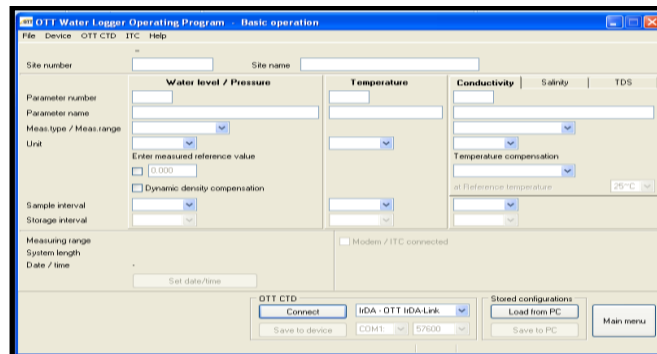 OTT OTT Water Logger Operating Program - Basic operation
File Device OTT CTD ITC Help
Site number Site name
Water level / Pressure Temperature Conductivity Salinity TDS
Parameter number
Parameter name
Meas.type / Meas.range
Unit
Enter measured reference value Temperature compensation
0.000
Dynamic density compensation at Reference temperature 25°C
Sample interval
Storage interval
Measuring range Modem / ITC connected
System length
Date / time -
Set date/time
OTT CTD Stored configurations
Connect IrDA - OTT IrDA-Link Load from PC
Main menu
Save to device COM1: 57600 Save to PC